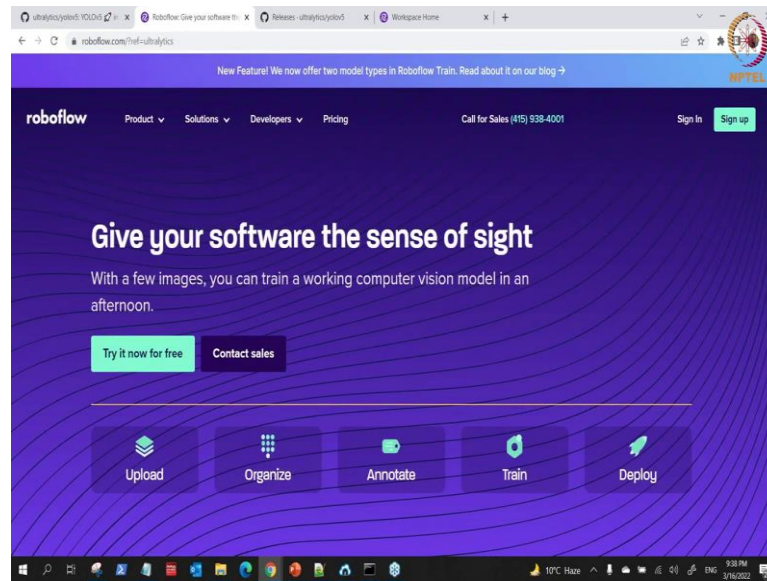 ultralytics/yolov5: YOLOv5 in
Roboflow: Give your software th
Releases · ultralytics/yolov5
Workspace Home
roboflow.com/?ref=ultralytics
NPTEL
New Feature! We now offer two model types in Roboflow Train. Read about it on our blog →
roboflow
Product
Solutions
Developers
Pricing
Call for Sales (415) 938-4001
Sign In
Sign up
Give your software the sense of sight
With a few images, you can train a working computer vision model in an
afternoon.
Try it now for free
Contact sales
Upload
Organize
Annotate
Train
Deploy
10°C Haze
ENG
9:38 PM
3/16/2022